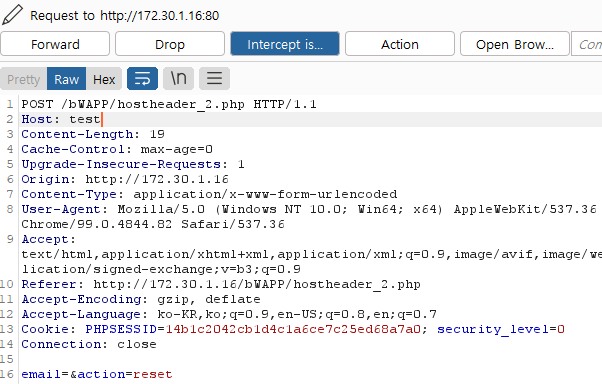 Request to http://172.30.1.16:80
Forward Drop Intercept is... Action Open Brow... Com
Pretty Raw Hex \n
1 POST /bWAPP/hostheader_2.php HTTP/1.1
2 Host: test
3 Content-Length: 19
4 Cache-Control: max-age=0
5 Upgrade-Insecure-Requests: 1
6 Origin: http://172.30.1.16
7 Content-Type: application/x-www-form-urlencoded
8 User-Agent: Mozilla/5.0 (Windows NT 10.0; Win64; x64) AppleWebKit/537.36
Chrome/99.0.4844.82 Safari/537.36
9 Accept:
text/html,application/xhtml+xml,application/xml;q=0.9,image/avif,image/we
lication/signed-exchange;v=b3;q=0.9
10 Referer: http://172.30.1.16/bWAPP/hostheader_2.php
11 Accept-Encoding: gzip, deflate
12 Accept-Language: ko-KR,ko;q=0.9,en-US;q=0.8,en;q=0.7
13 Cookie: PHPSESSID=14b1c2042cb1d4c1a6ce7c25ed68a7a0; security_level=0
14 Connection: close
15
16 email=&action=reset